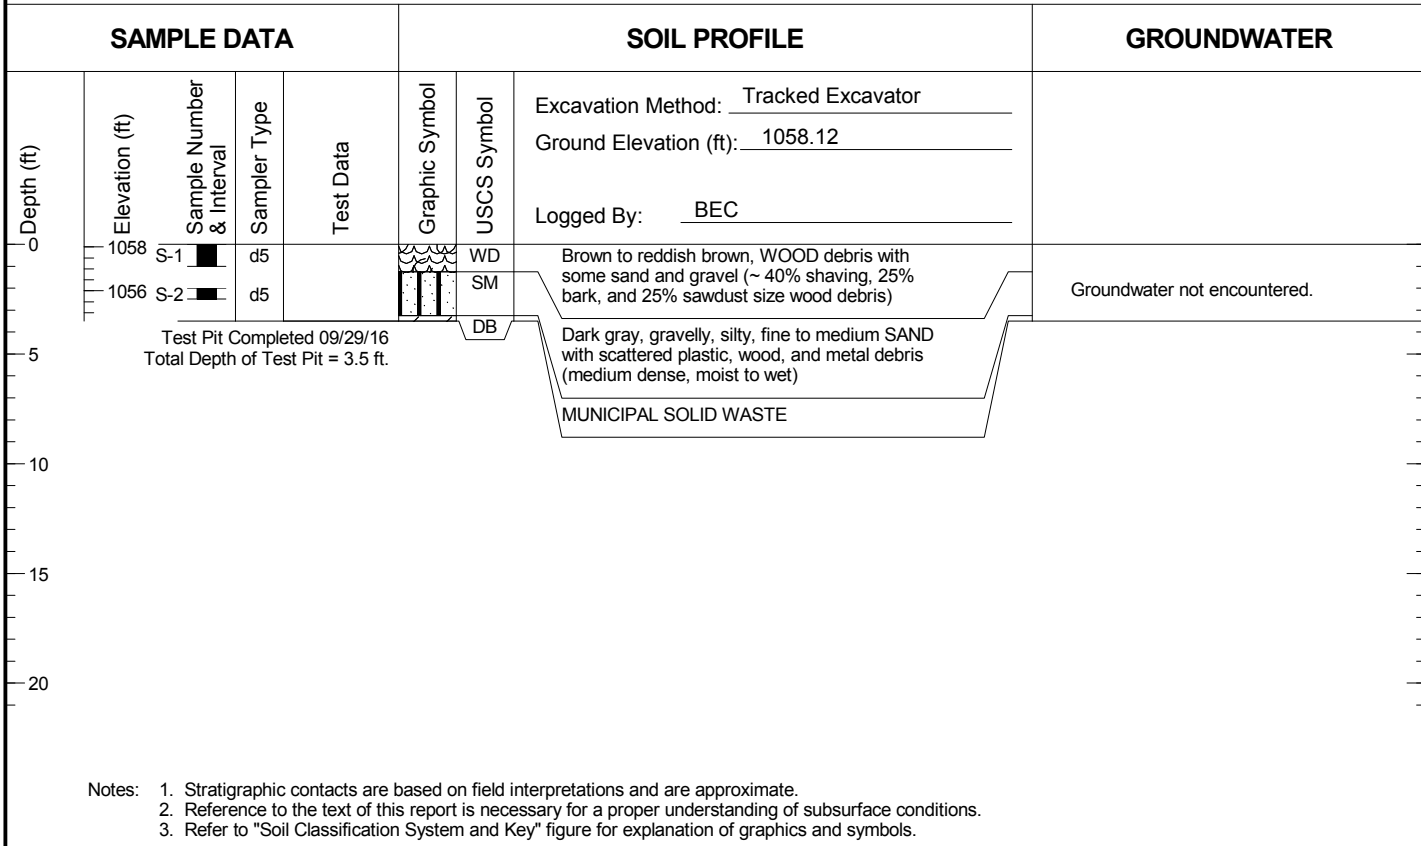 SAMPLE DATA
SOIL PROFILE
GROUNDWATER
Depth (ft)
Elevation (ft)
Sample Number
& Interval
Sampler Type
Test Data
Graphic Symbol
USCS Symbol
Excavation Method: Tracked Excavator
Ground Elevation (ft): 1058.12
Logged By: BEC
0
1058
S-1
d5
WD
Brown to reddish brown, WOOD debris with
some sand and gravel (~ 40% shaving, 25%
bark, and 25% sawdust size wood debris)
1056
S-2
d5
SM
Groundwater not encountered.
DB
Dark gray, gravelly, silty, fine to medium SAND
with scattered plastic, wood, and metal debris
(medium dense, moist to wet)
Test Pit Completed 09/29/16
Total Depth of Test Pit = 3.5 ft.
5
MUNICIPAL SOLID WASTE
10
15
20
Notes: 1. Stratigraphic contacts are based on field interpretations and are approximate.
2. Reference to the text of this report is necessary for a proper understanding of subsurface conditions.
3. Refer to "Soil Classification System and Key" figure for explanation of graphics and symbols.